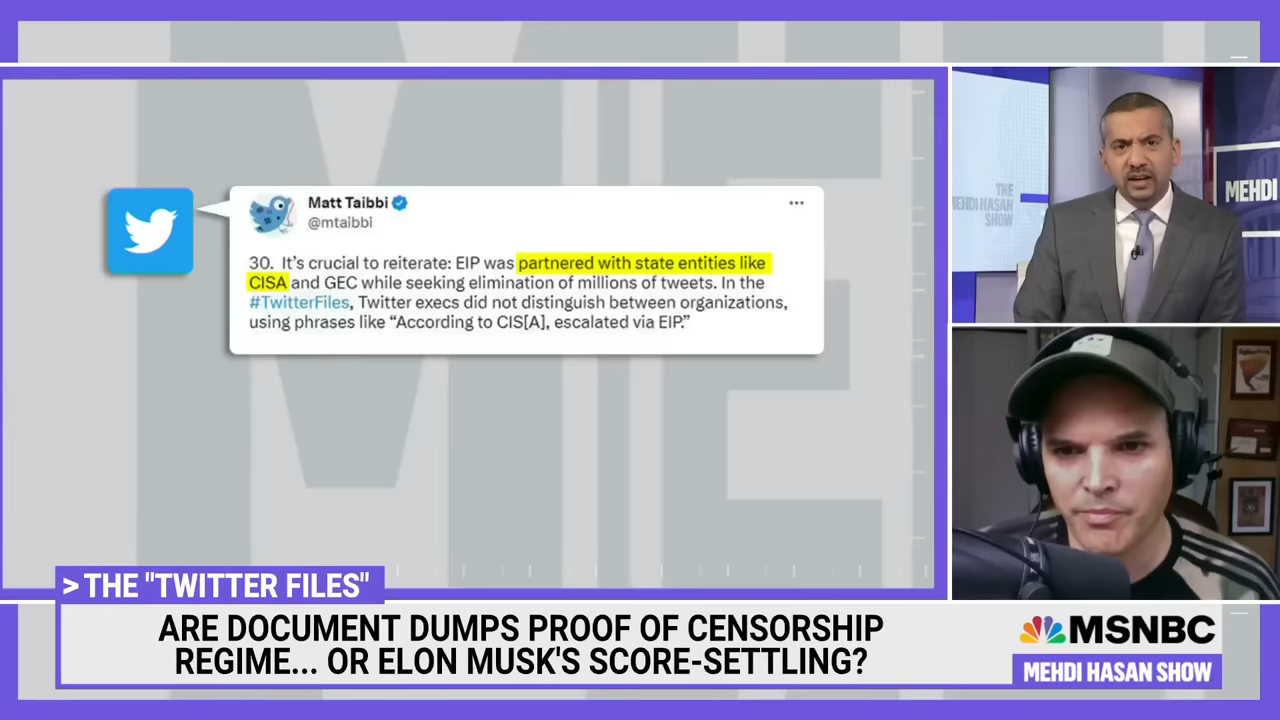 Matt Taibbi
@mtaibbi
30. It's crucial to reiterate: EIP was partnered with state entities like
CISA and GEC while seeking elimination of millions of tweets. In the
#TwitterFiles, Twitter execs did not distinguish between organizations,
using phrases like “According to CIS[A], escalated via EIP.”
THE
MEHDI HASAN
SHOW
MEHDI
> THE "TWITTER FILES"
ARE DOCUMENT DUMPS PROOF OF CENSORSHIP
REGIME... OR ELON MUSK'S SCORE-SETTLING?
MSNBC
MEHDI HASAN SHOW